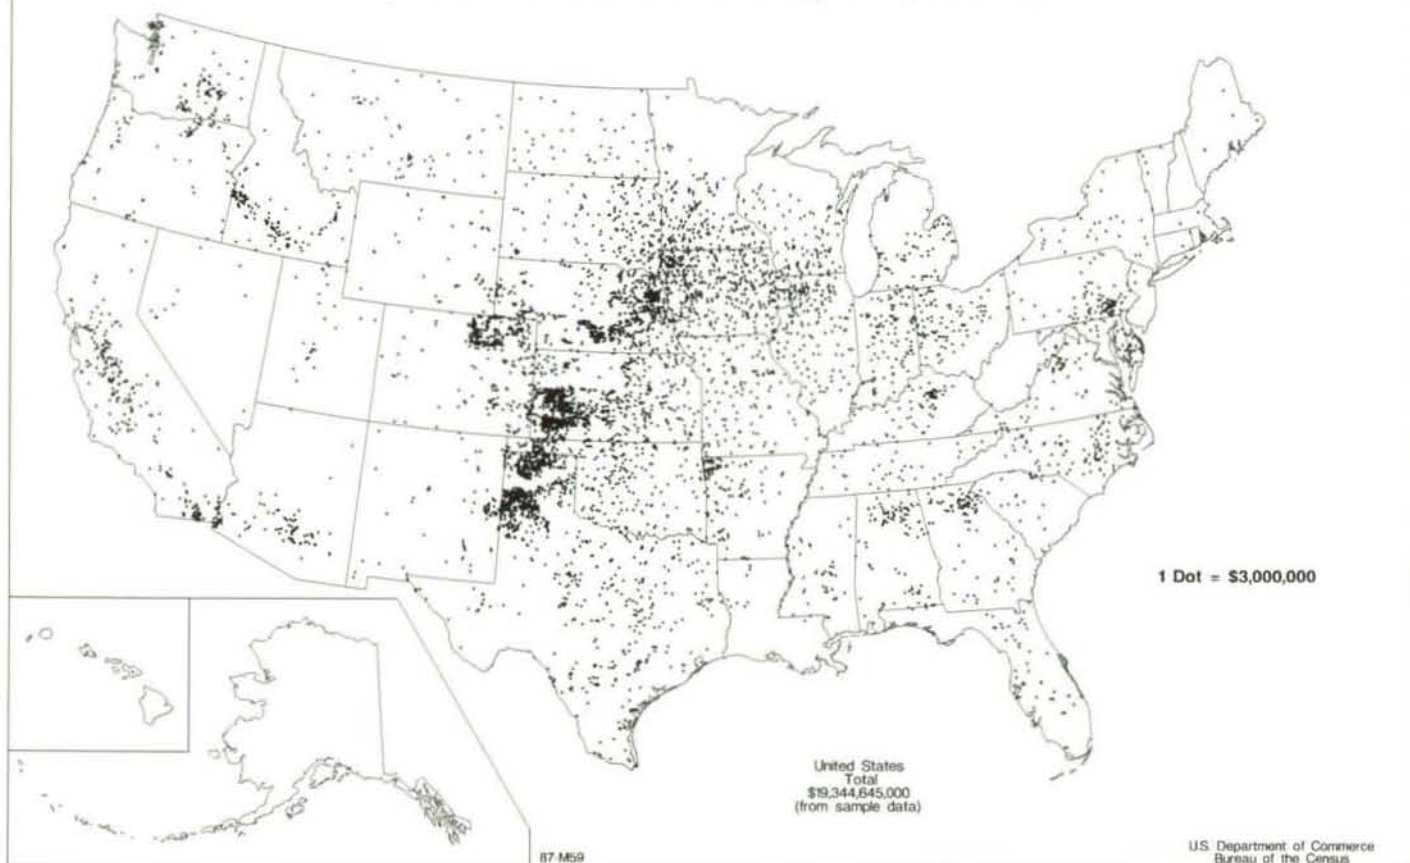 1 Dot = $3,000,000
United States
Total
$19,344,645,000
(from sample data)
87-M59
U.S. Department of Commerce
Bureau of the Census